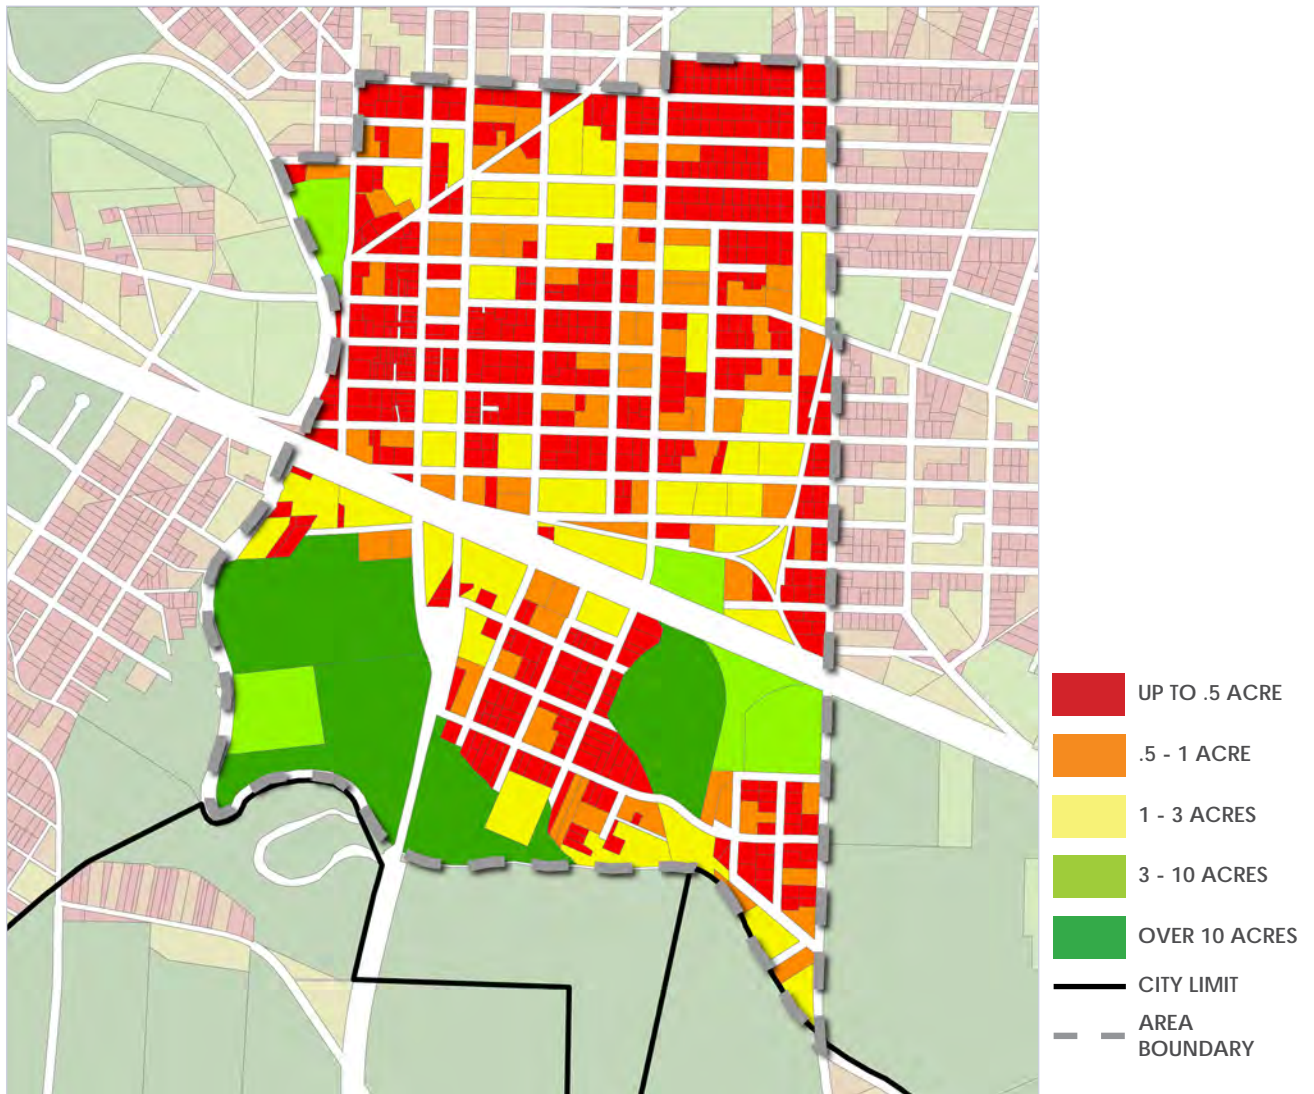 UP TO .5 ACRE
.5 - 1 ACRE
1 - 3 ACRES
3 - 10 ACRES
OVER 10 ACRES
CITY LIMIT
AREA
BOUNDARY